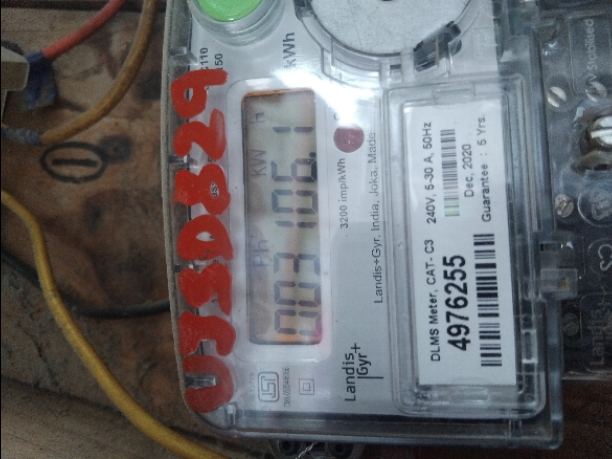 U3SD8329
kWh
003106.1
KW h
3200 imp/kWh
Landis+Gyr, India, Joka, Made
Landis
Gyr+
DLMS Meter, CAT- C3 240V, 5-30 A, 50Hz
4976255
Dec, 2020
Guarantee : 5 Yrs.